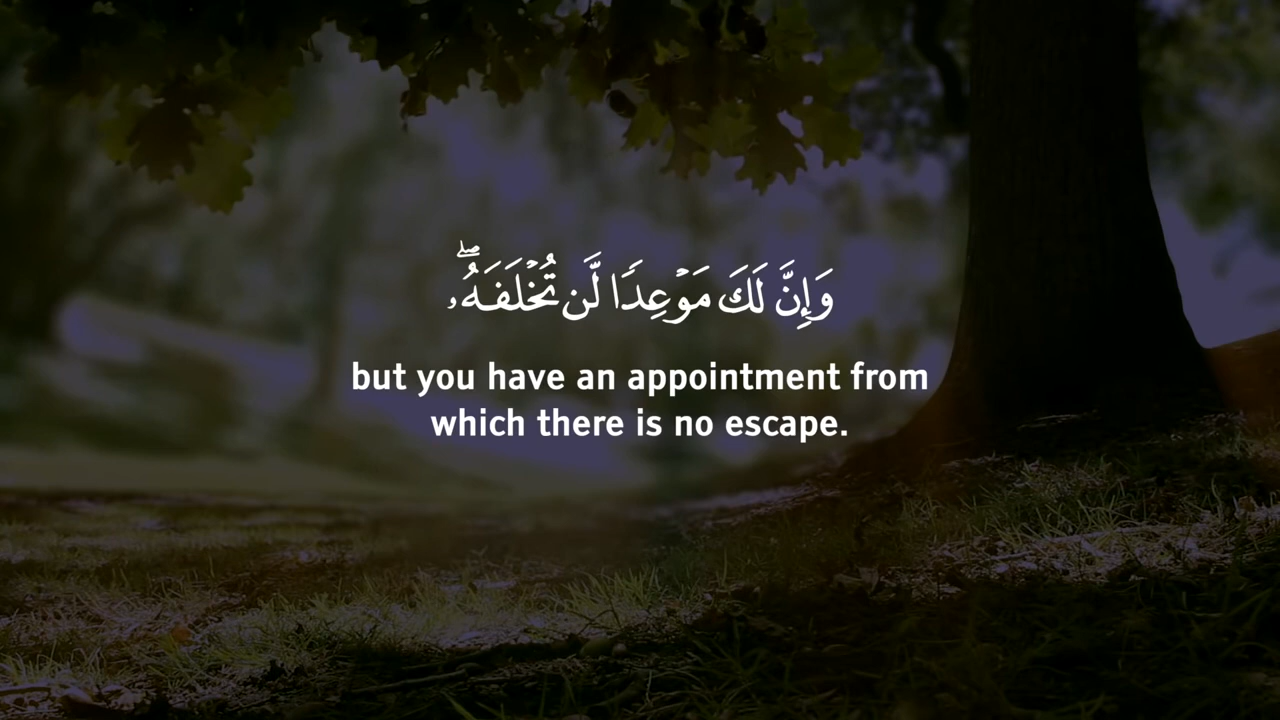 وَإِنَّ لَكَ مَوْعِدًا لَّن تُخْلَفَهُۥ ۖ
but you have an appointment from
which there is no escape.